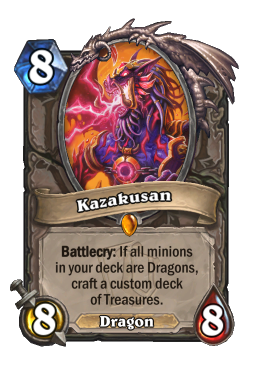 8
Kazakusan
Battlecry: If all minions
in your deck are Dragons,
craft a custom deck
of Treasures.
8 Dragon 8